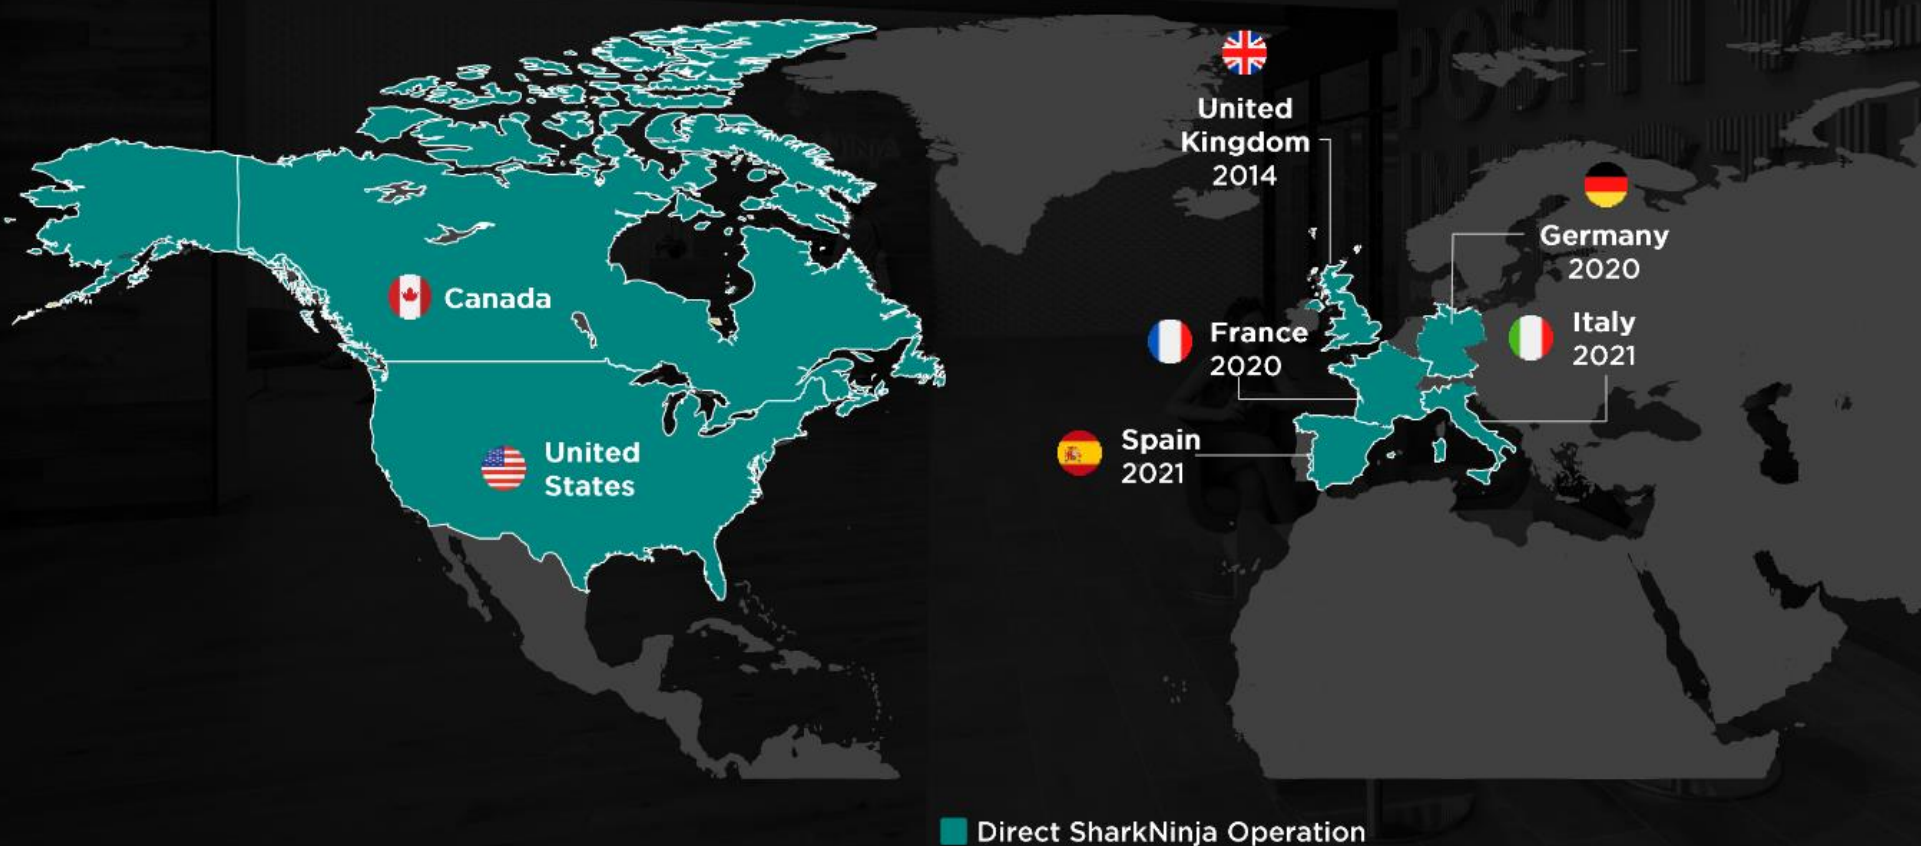 Canada
United
States
United
Kingdom
2014
Germany
2020
France
2020
Italy
2021
Spain
2021
Direct SharkNinja Operation